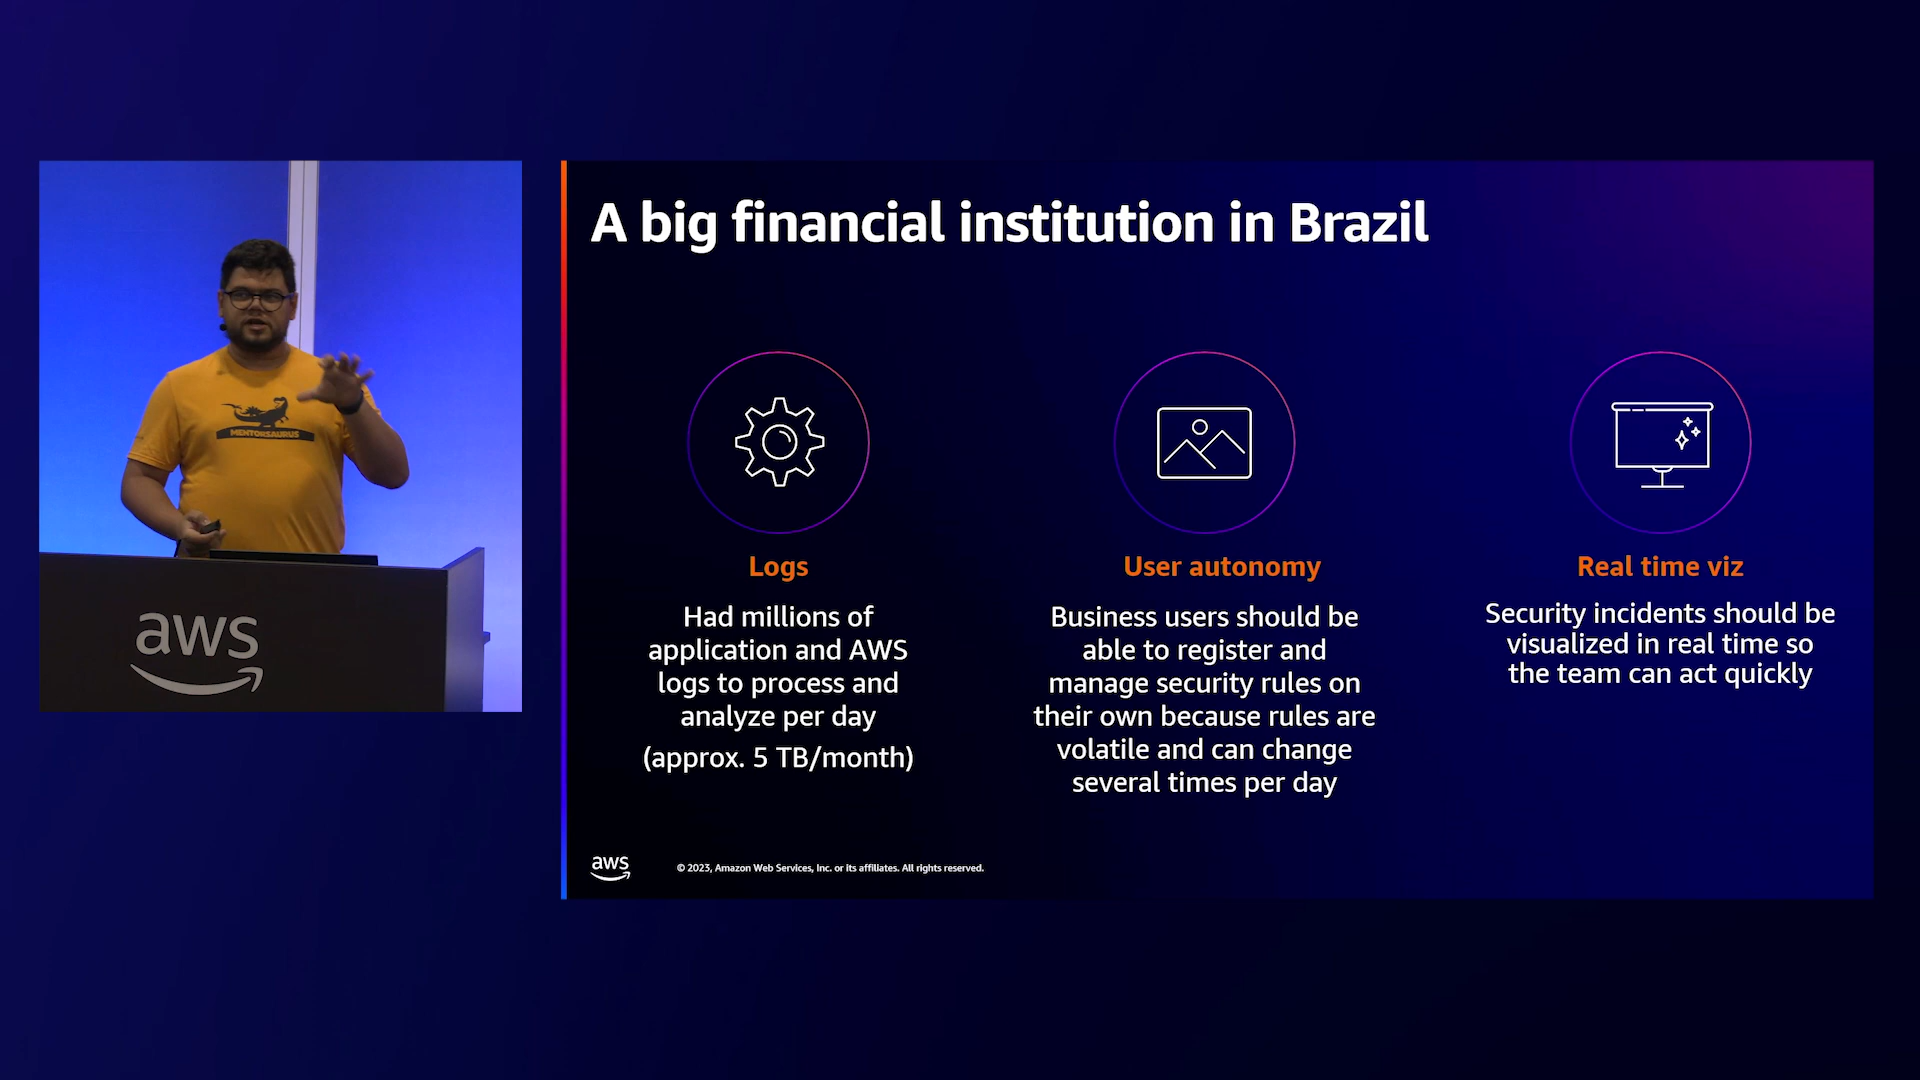 MENTORSAURUS
aws
A big financial institution in Brazil
Logs
Had millions of
application and AWS
logs to process and
analyze per day
(approx. 5 TB/month)
User autonomy
Business users should be
able to register and
manage security rules on
their own because rules are
volatile and can change
several times per day
Real time viz
Security incidents should be
visualized in real time so
the team can act quickly
aws
© 2023, Amazon Web Services, Inc. or its affiliates. All rights reserved.